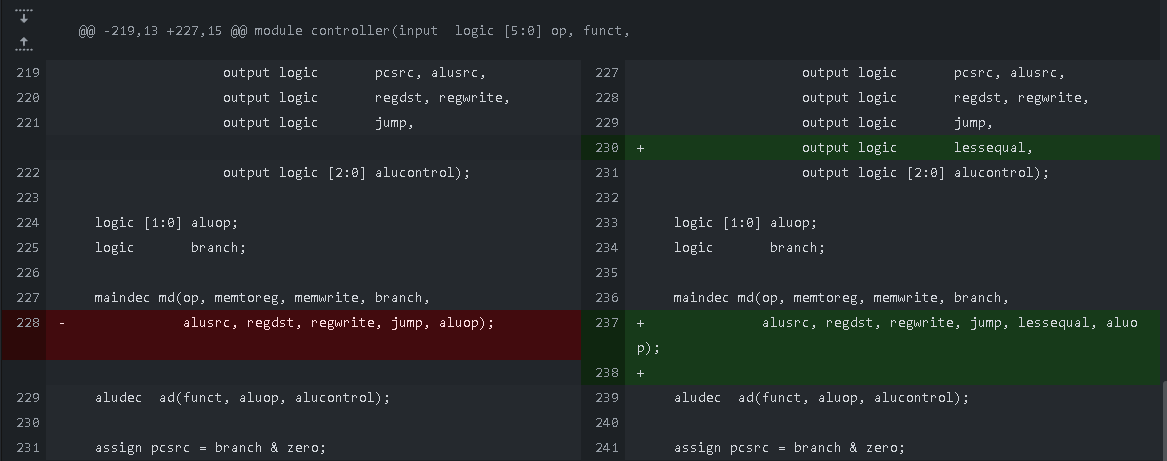 @@ -219,13 +227,15 @@ module controller(input  logic [5:0] op, funct,
219                       output logic       pcsrc, alusrc,
220                       output logic       regdst, regwrite,
221                       output logic       jump,
222                       output logic [2:0] alucontrol);
223
224      logic [1:0] aluop;
225      logic       branch;
226
227      maindec md(op, memtoreg, memwrite, branch,
228 -               alusrc, regdst, regwrite, jump, aluop);
229      aludec  ad(funct, aluop, alucontrol);
230
231      assign pcsrc = branch & zero;
227                       output logic       pcsrc, alusrc,
228                       output logic       regdst, regwrite,
229                       output logic       jump,
230 +                     output logic       lessequal,
231                       output logic [2:0] alucontrol);
232
233      logic [1:0] aluop;
234      logic       branch;
235
236      maindec md(op, memtoreg, memwrite, branch,
237 +               alusrc, regdst, regwrite, jump, lessequal, aluo
p);
238 +
239      aludec  ad(funct, aluop, alucontrol);
240
241      assign pcsrc = branch & zero;